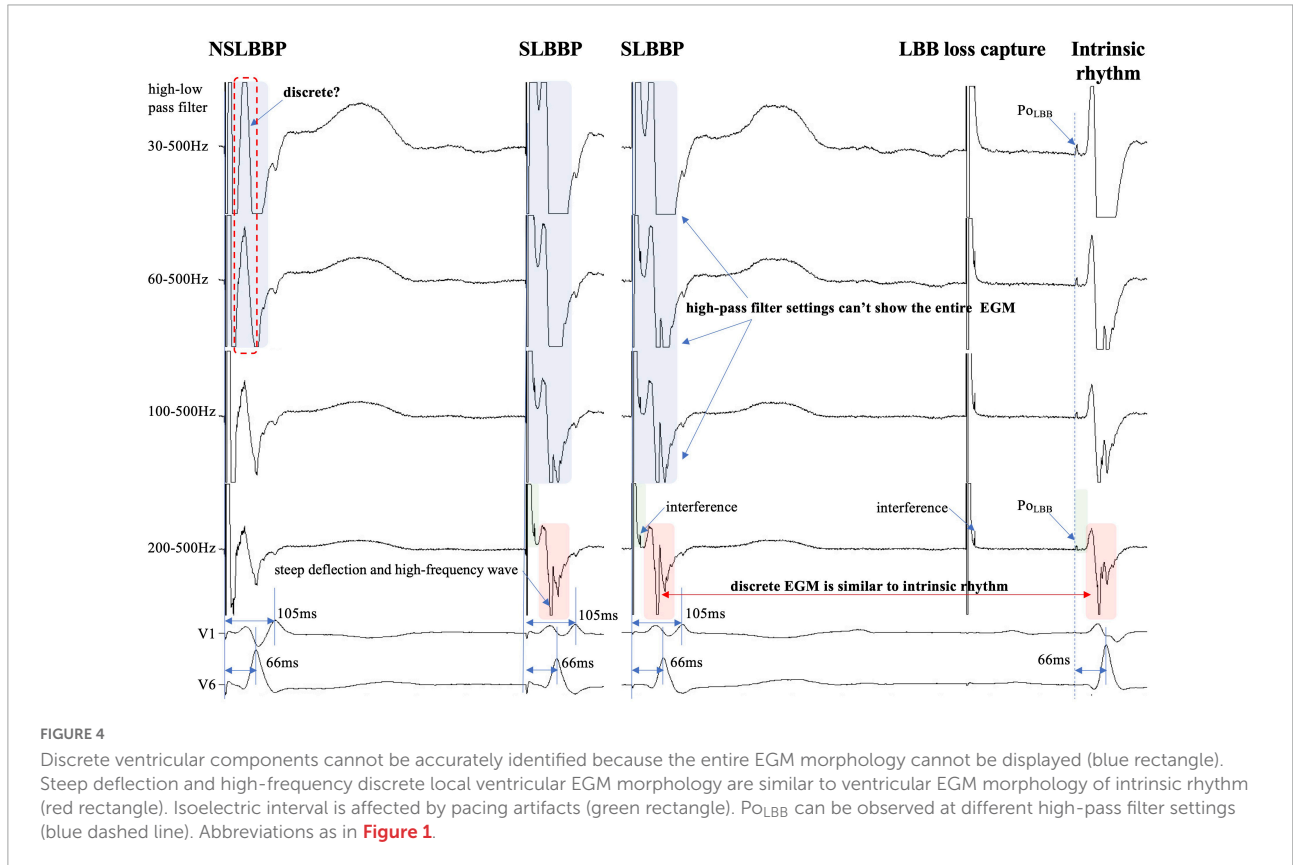 NSLBBP SLBBP SLBBP LBB loss capture Intrinsic
rhythm
high-low
pass filter
discrete?
PoLBB
30-500Hz
60-500Hz
high-pass filter settings can't show the entire EGM
100-500Hz
interference interference PoLBB
200-500Hz
steep deflection and high-frequency wave
discrete EGM is similar to intrinsic rhythm
105ms 105ms 105ms
V1
66ms 66ms 66ms 66ms
V6
FIGURE 4
Discrete ventricular components cannot be accurately identified because the entire EGM morphology cannot be displayed (blue rectangle).
Steep deflection and high-frequency discrete local ventricular EGM morphology are similar to ventricular EGM morphology of intrinsic rhythm
(red rectangle). Isoelectric interval is affected by pacing artifacts (green rectangle). PoLBB can be observed at different high-pass filter settings
(blue dashed line). Abbreviations as in Figure 1.